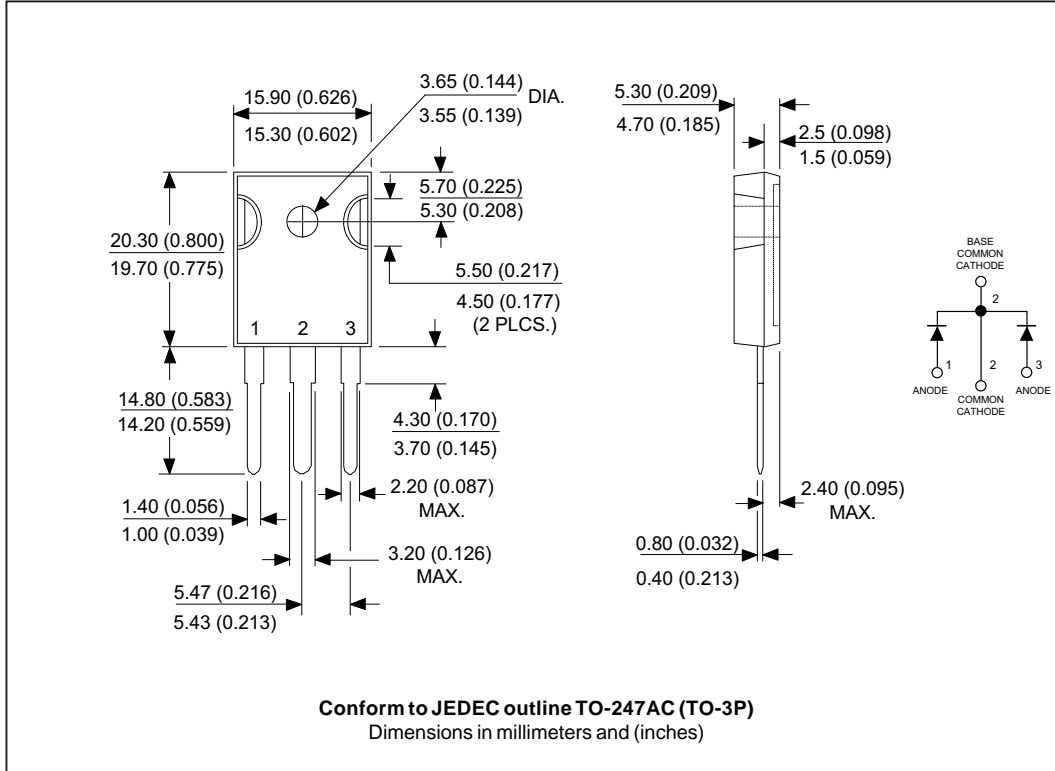 15.90 (0.626)
15.30 (0.602)
3.65 (0.144)
3.55 (0.139)
DIA.
5.70 (0.225)
5.30 (0.208)
20.30 (0.800)
19.70 (0.775)
5.50 (0.217)
4.50 (0.177)
(2 PLCS.)
1 2 3
14.80 (0.583)
14.20 (0.559)
4.30 (0.170)
3.70 (0.145)
2.20 (0.087)
MAX.
1.40 (0.056)
1.00 (0.039)
3.20 (0.126)
MAX.
5.47 (0.216)
5.43 (0.213)
5.30 (0.209)
4.70 (0.185)
2.5 (0.098)
1.5 (0.059)
2.40 (0.095)
MAX.
0.80 (0.032)
0.40 (0.213)
BASE
COMMON
CATHODE
2
1 2 3
ANODE
COMMON
CATHODE
ANODE
Conform to JEDEC outline TO-247AC (TO-3P)
Dimensions in millimeters and (inches)